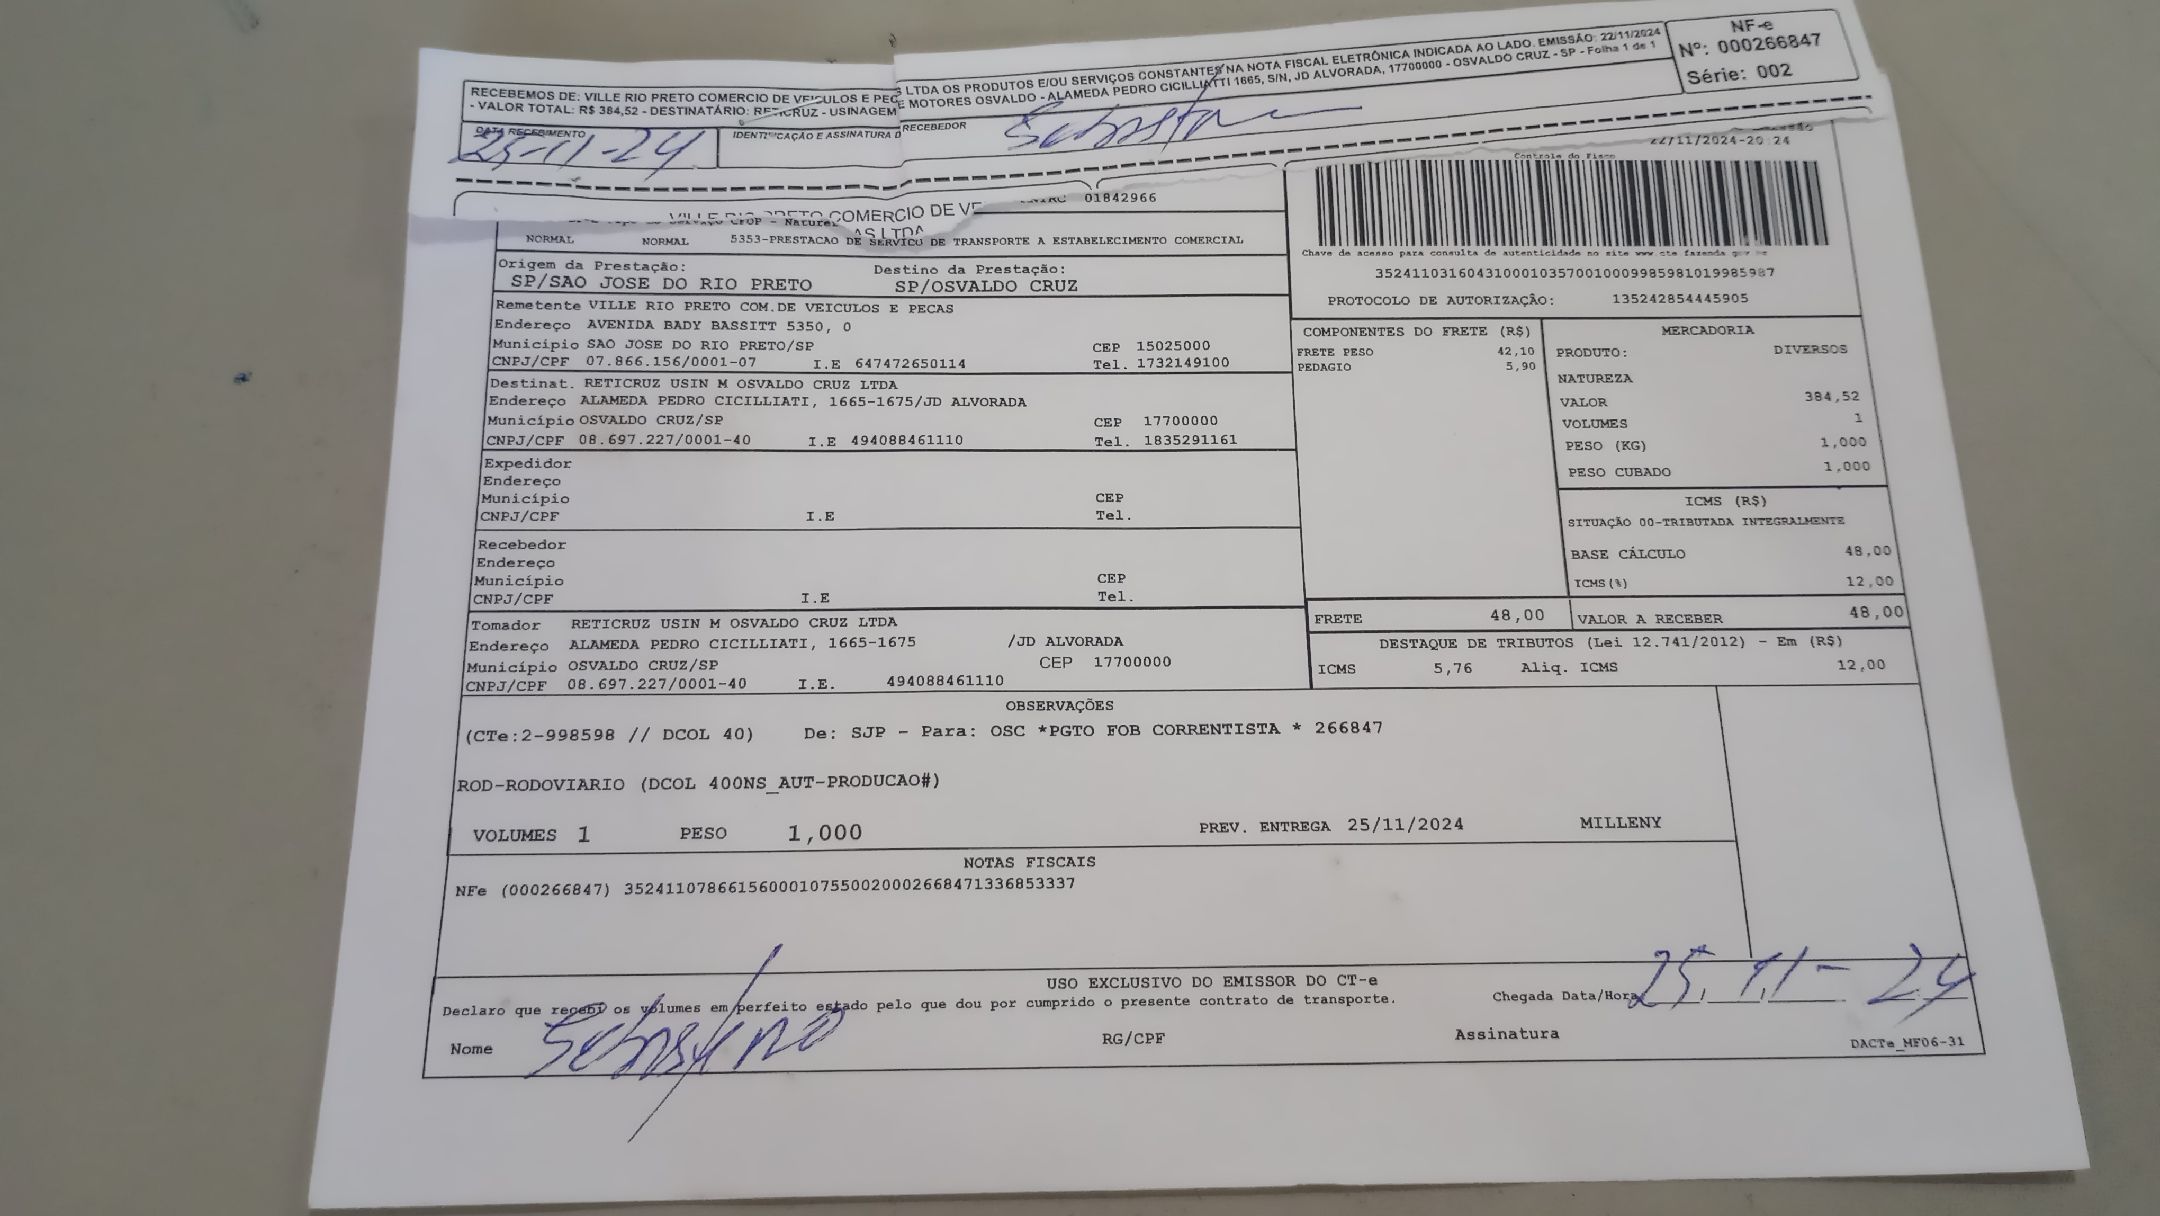 RECEBEMOS DE: VILLE RIO PRETO COMERCIO DE VEICULOS E PEÇ S LTDA OS PRODUTOS E/OU SERVIÇOS CONSTANTES NA NOTA FISCAL ELETRÔNICA INDICADA AO LADO. EMISSÃO: 22/11/2024
- VALOR TOTAL: R$ 384,52 - DESTINATÁRIO: RETICRUZ - USINAGEM E MOTORES OSVALDO - ALAMEDA PEDRO CICILLIATTI 1665, S/N, JD ALVORADA, 17700000 - OSVALDO CRUZ - SP - Folha 1 de 1
NF-e
Nº: 000266847
Série: 002
DATA RECEBIMENTO
25-11-24
IDENTIFICAÇÃO E ASSINATURA D RECEBEDOR
22/11/2024-20:24
Controle do Fisco
01842966
VILLE RIO PRETO COMERCIO DE VE
CFOP - Nature
AS LTDA
NORMAL NORMAL 5353-PRESTACAO DE SERVICO DE TRANSPORTE A ESTABELECIMENTO COMERCIAL
Chave de acesso para consulta de autenticidade no site www.cte.fazenda.gov
35241103160431000103570010009985981019985987
PROTOCOLO DE AUTORIZAÇÃO: 135242854445905
Origem da Prestação: Destino da Prestação:
SP/SAO JOSE DO RIO PRETO SP/OSVALDO CRUZ
Remetente VILLE RIO PRETO COM.DE VEICULOS E PECAS
Endereço AVENIDA BADY BASSITT 5350, 0
Município SAO JOSE DO RIO PRETO/SP CEP 15025000
CNPJ/CPF 07.866.156/0001-07 I.E 647472650114 Tel. 1732149100
Destinat. RETICRUZ USIN M OSVALDO CRUZ LTDA
Endereço ALAMEDA PEDRO CICILLIATI, 1665-1675/JD ALVORADA
Município OSVALDO CRUZ/SP CEP 17700000
CNPJ/CPF 08.697.227/0001-40 I.E 494088461110 Tel. 1835291161
Expedidor
Endereço
Município CEP
CNPJ/CPF I.E Tel.
Recebedor
Endereço
Município CEP
CNPJ/CPF I.E Tel.
Tomador RETICRUZ USIN M OSVALDO CRUZ LTDA
Endereço ALAMEDA PEDRO CICILLIATI, 1665-1675 /JD ALVORADA
Município OSVALDO CRUZ/SP CEP 17700000
CNPJ/CPF 08.697.227/0001-40 I.E. 494088461110
COMPONENTES DO FRETE (R$)
FRETE PESO 42,10
PEDAGIO 5,90
MERCADORIA
PRODUTO: DIVERSOS
NATUREZA
VALOR 384,52
VOLUMES 1
PESO (KG) 1,000
PESO CUBADO 1,000
ICMS (R$)
SITUAÇÃO 00-TRIBUTADA INTEGRALMENTE
BASE CÁLCULO 48,00
ICMS(%) 12,00
FRETE 48,00 VALOR A RECEBER 48,00
DESTAQUE DE TRIBUTOS (Lei 12.741/2012) - Em (R$)
ICMS 5,76 Aliq. ICMS 12,00
OBSERVAÇÕES
(CTe:2-998598 // DCOL 40) De: SJP - Para: OSC *PGTO FOB CORRENTISTA * 266847
ROD-RODOVIARIO (DCOL 400NS_AUT-PRODUCAO#)
VOLUMES 1 PESO 1,000 PREV. ENTREGA 25/11/2024 MILLENY
NOTAS FISCAIS
NFe (000266847) 35241107866156000107550020002668471336853337
USO EXCLUSIVO DO EMISSOR DO CT-e
Declaro que recebi os volumes em perfeito estado pelo que dou por cumprido o presente contrato de transporte. Chegada Data/Hora 25/11-24
Nome Sebastião RG/CPF Assinatura
DACTe_MF06-31